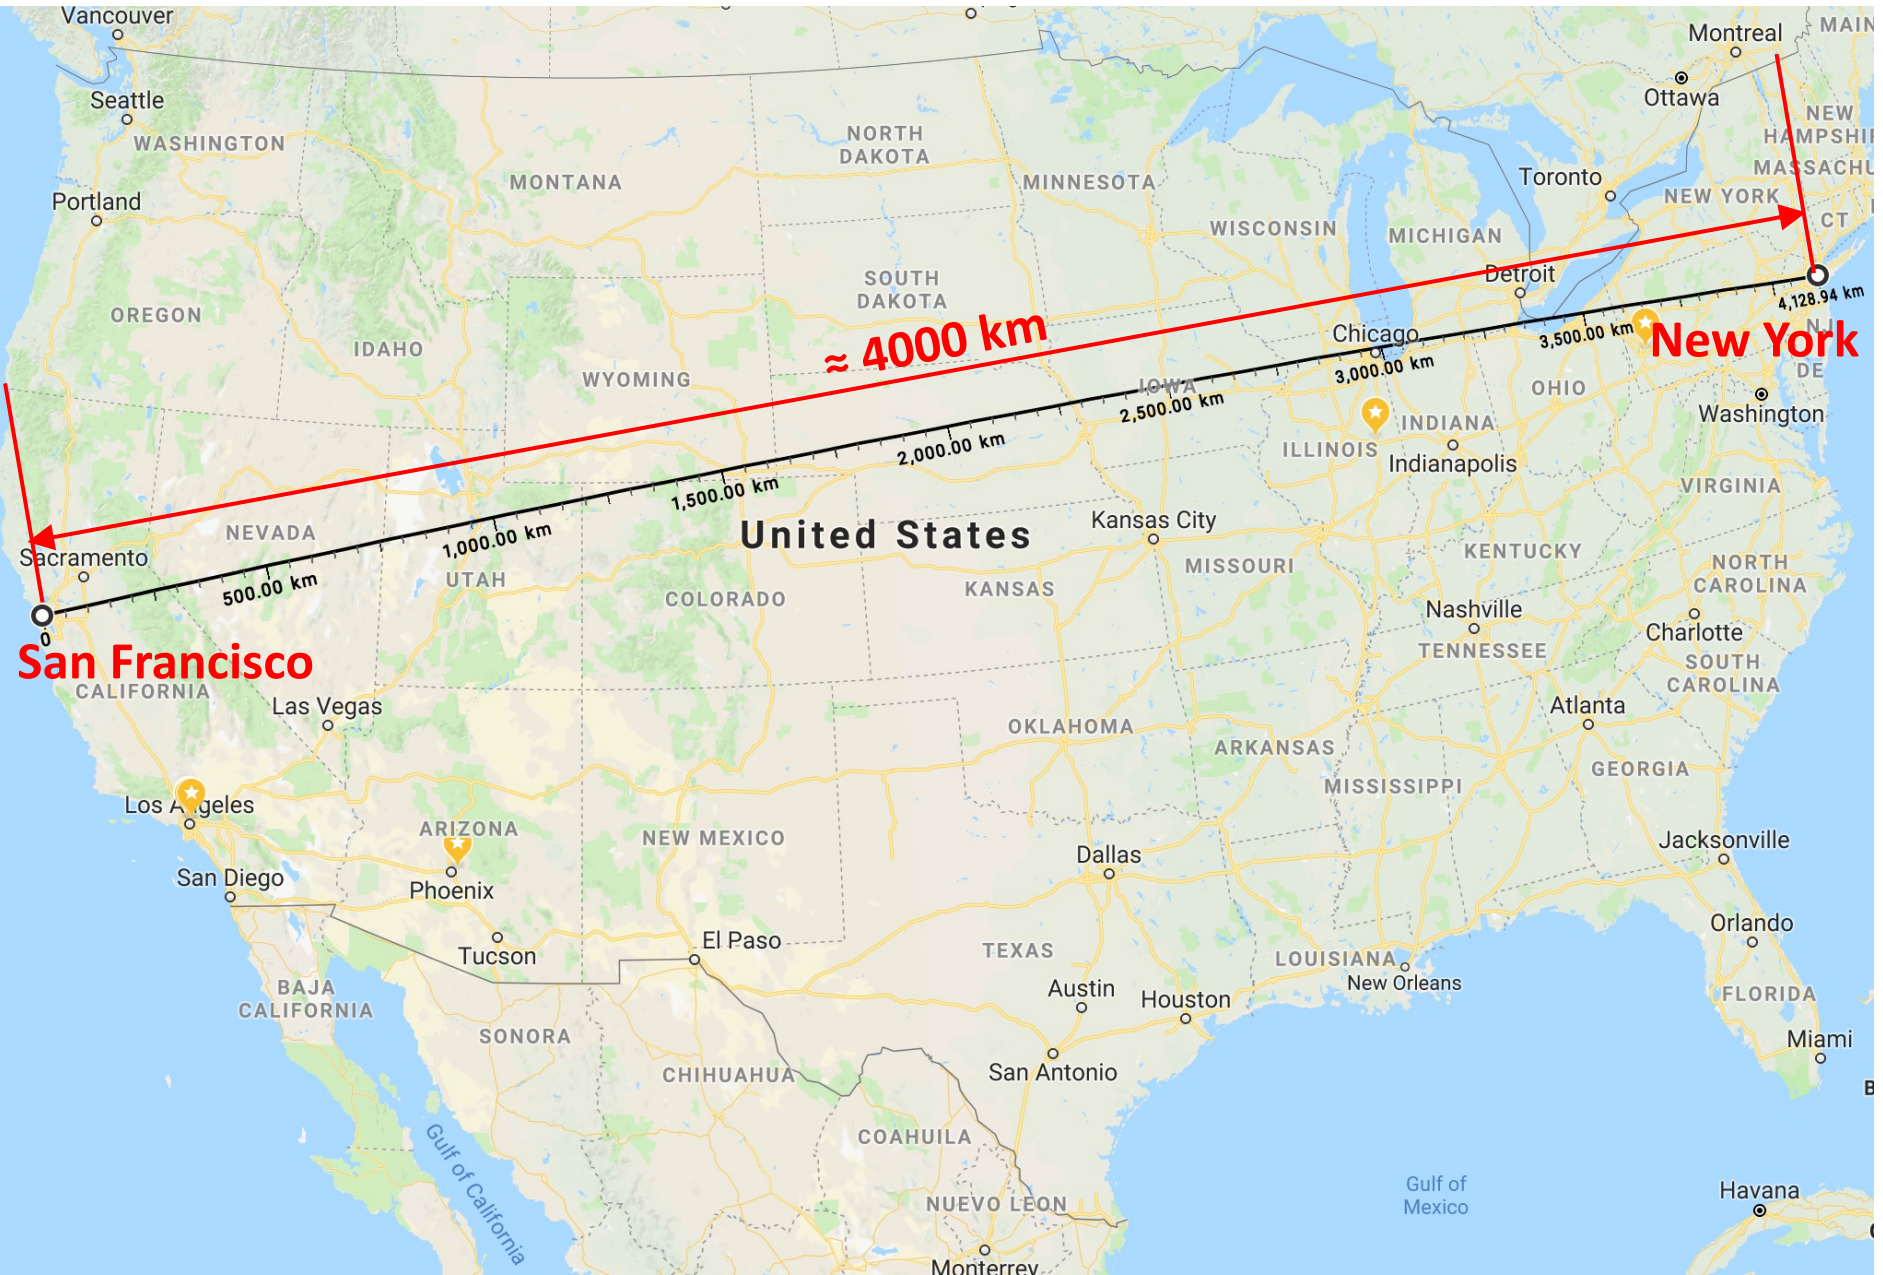 Vancouver
MAIN
Montreal
Ottawa
Seattle
WASHINGTON
NORTH
DAKOTA
NEW
HAMPSHI
MONTANA
MINNESOTA
MASSACHU
Toronto
NEW YORK
Portland
CT
WISCONSIN
MICHIGAN
SOUTH
DAKOTA
Detroit
OREGON
4,128.94 km
IDAHO
≈ 4000 km
Chicago
3,500.00 km
NJ
New York
WYOMING
3,000.00 km
DE
IOWA
2,500.00 km
OHIO
Washington
INDIANA
ILLINOIS
Indianapolis
2,000.00 km
1,500.00 km
VIRGINIA
NEVADA
1,000.00 km
United States
Kansas City
Sacramento
UTAH
500.00 km
COLORADO
KANSAS
MISSOURI
KENTUCKY
NORTH
CAROLINA
0
San Francisco
Nashville
TENNESSEE
Charlotte
SOUTH
CAROLINA
CALIFORNIA
Las Vegas
OKLAHOMA
ARKANSAS
Atlanta
MISSISSIPPI
GEORGIA
Los Angeles
ARIZONA
NEW MEXICO
Dallas
Jacksonville
San Diego
Phoenix
Orlando
Tucson
El Paso
TEXAS
LOUISIANA
New Orleans
BAJA
CALIFORNIA
Austin
Houston
FLORIDA
SONORA
Miami
CHIHUAHUA
San Antonio
B
COAHUILA
Gulf of California
Gulf of
Mexico
NUEVO LEON
Havana
Monterrey